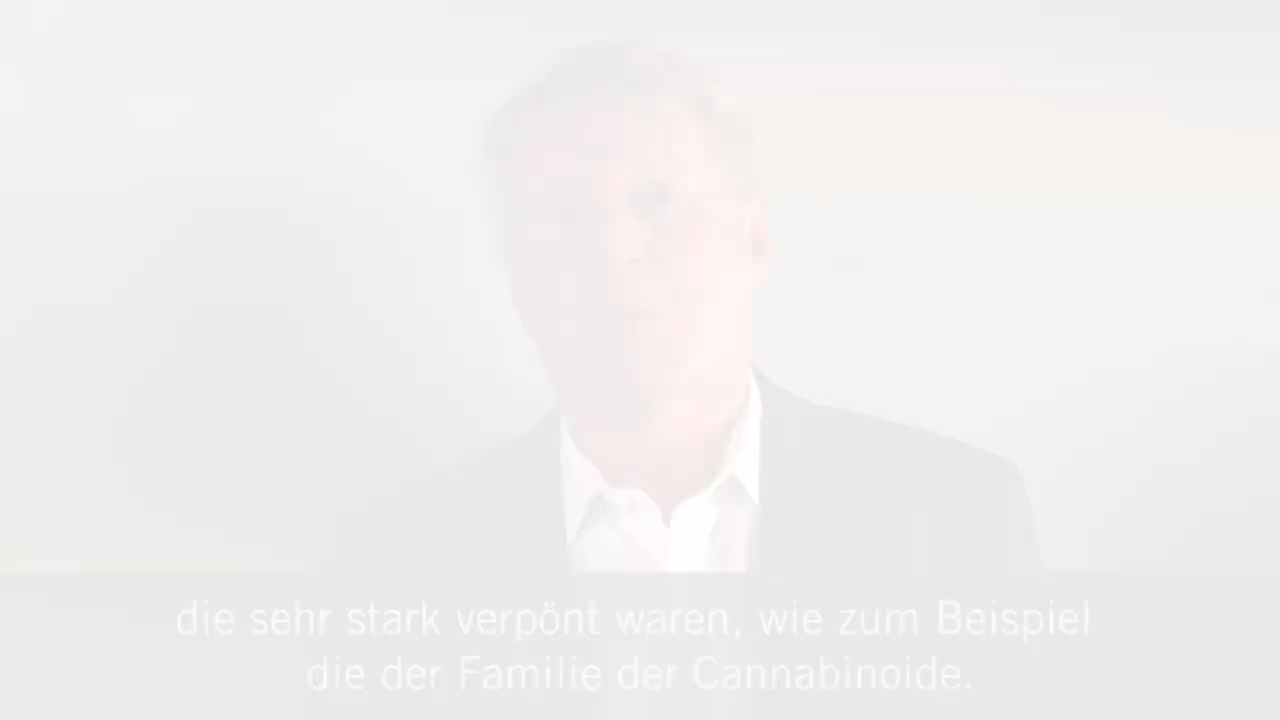 die sehr stark verpönt waren, wie zum Beispiel
die der Familie der Cannabinoide.